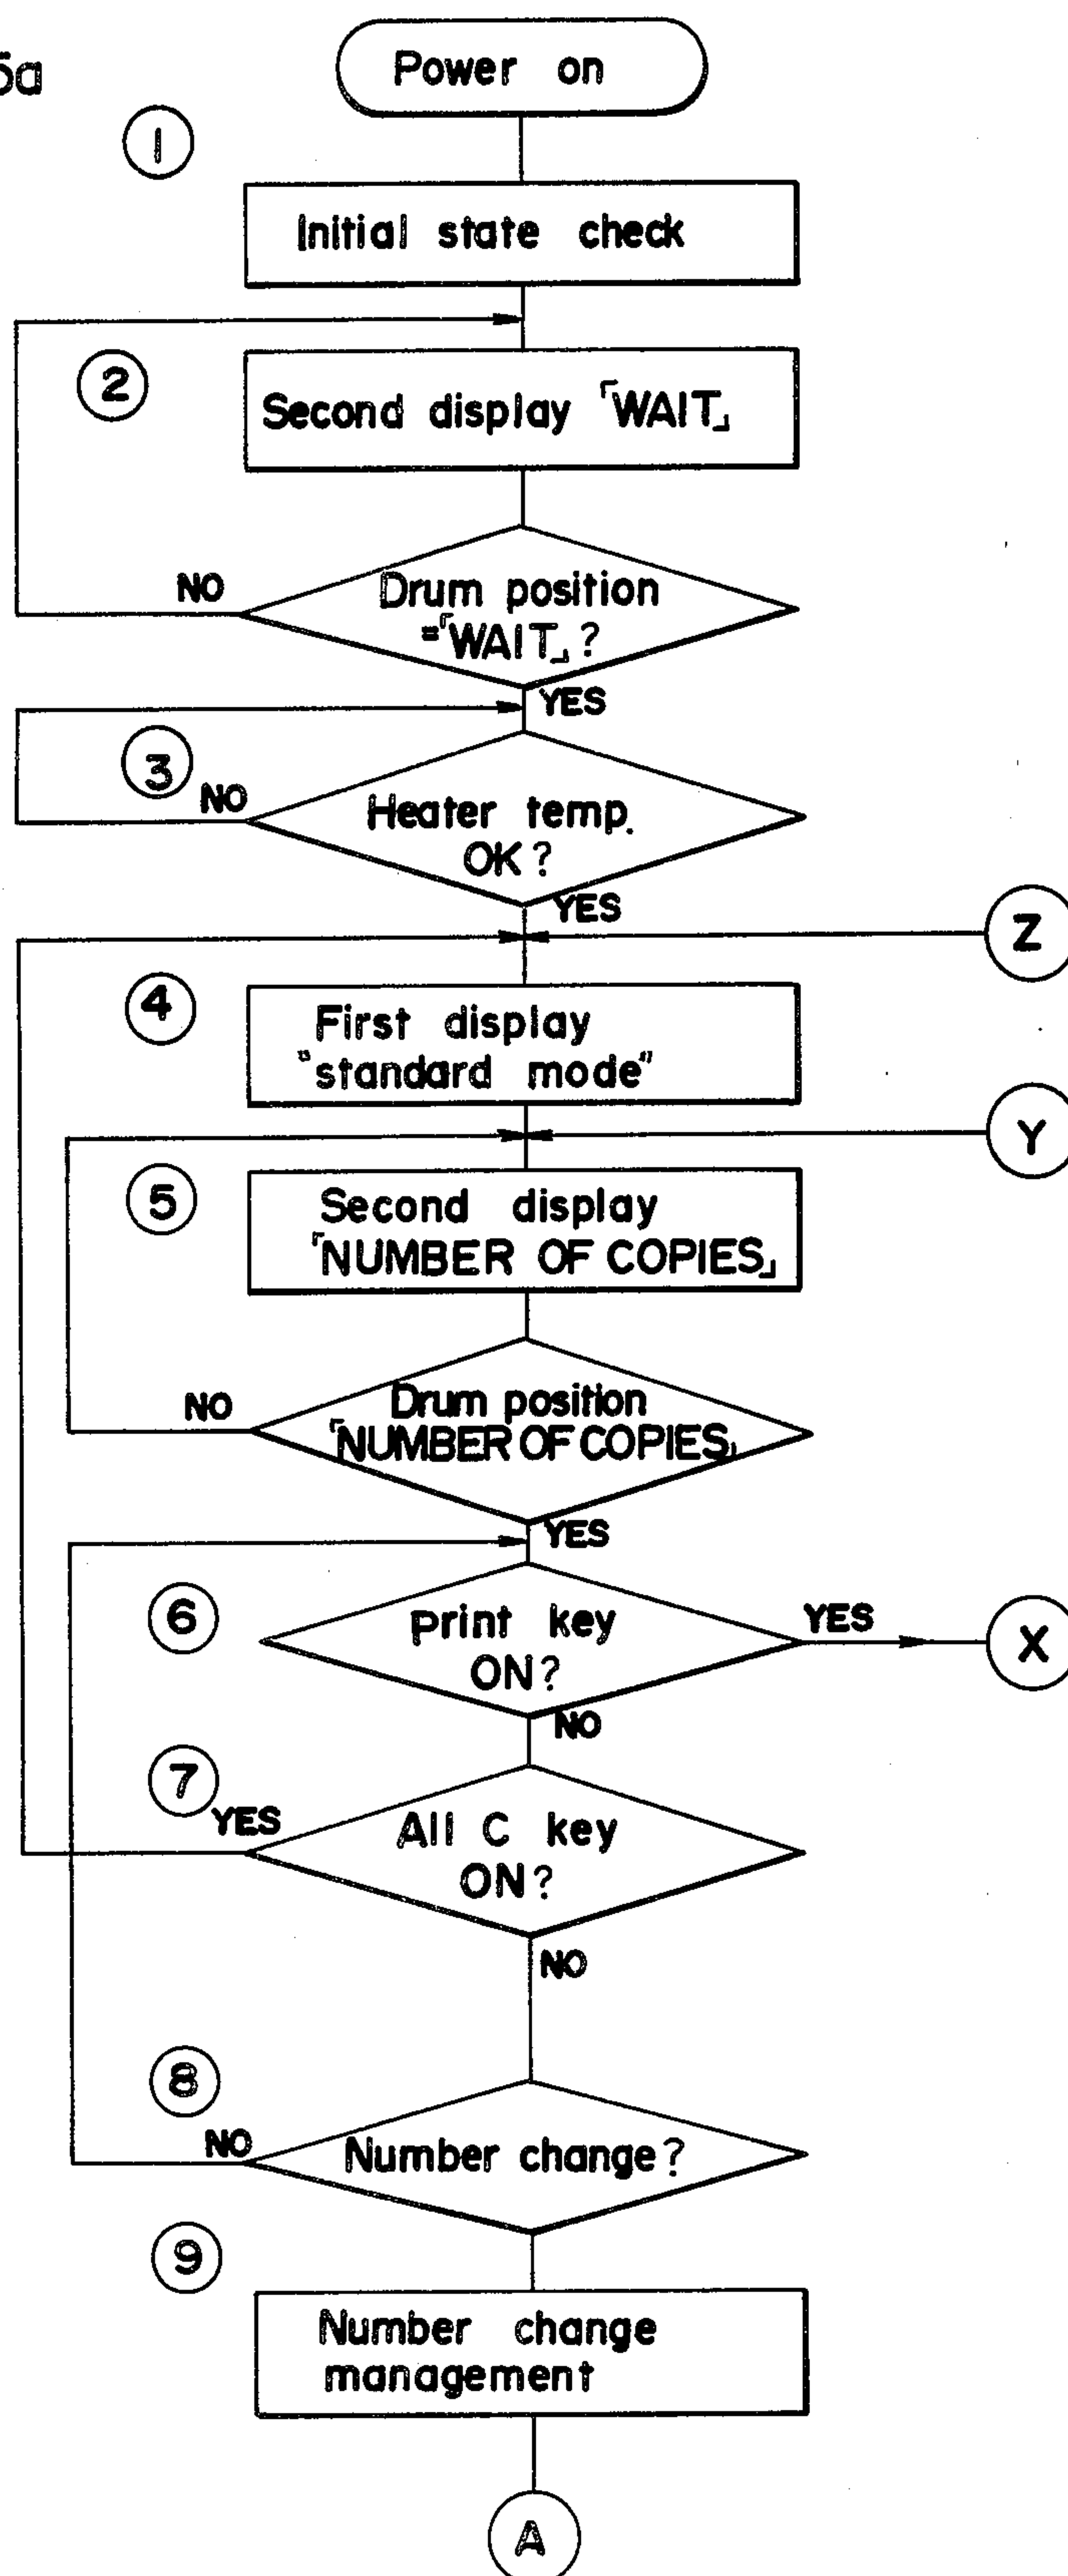 5a
Power on
1
Initial state check
2
Second display「WAIT」
NO
Drum position
=「WAIT」?
YES
3
NO
Heater temp.
OK?
YES
Z
4
First display
"standard mode"
Y
5
Second display
「NUMBER OF COPIES」
NO
Drum position
「NUMBER OF COPIES」
YES
6
Print key
ON?
YES
X
NO
7
YES
All C key
ON?
NO
8
NO
Number change?
9
Number change
management
A